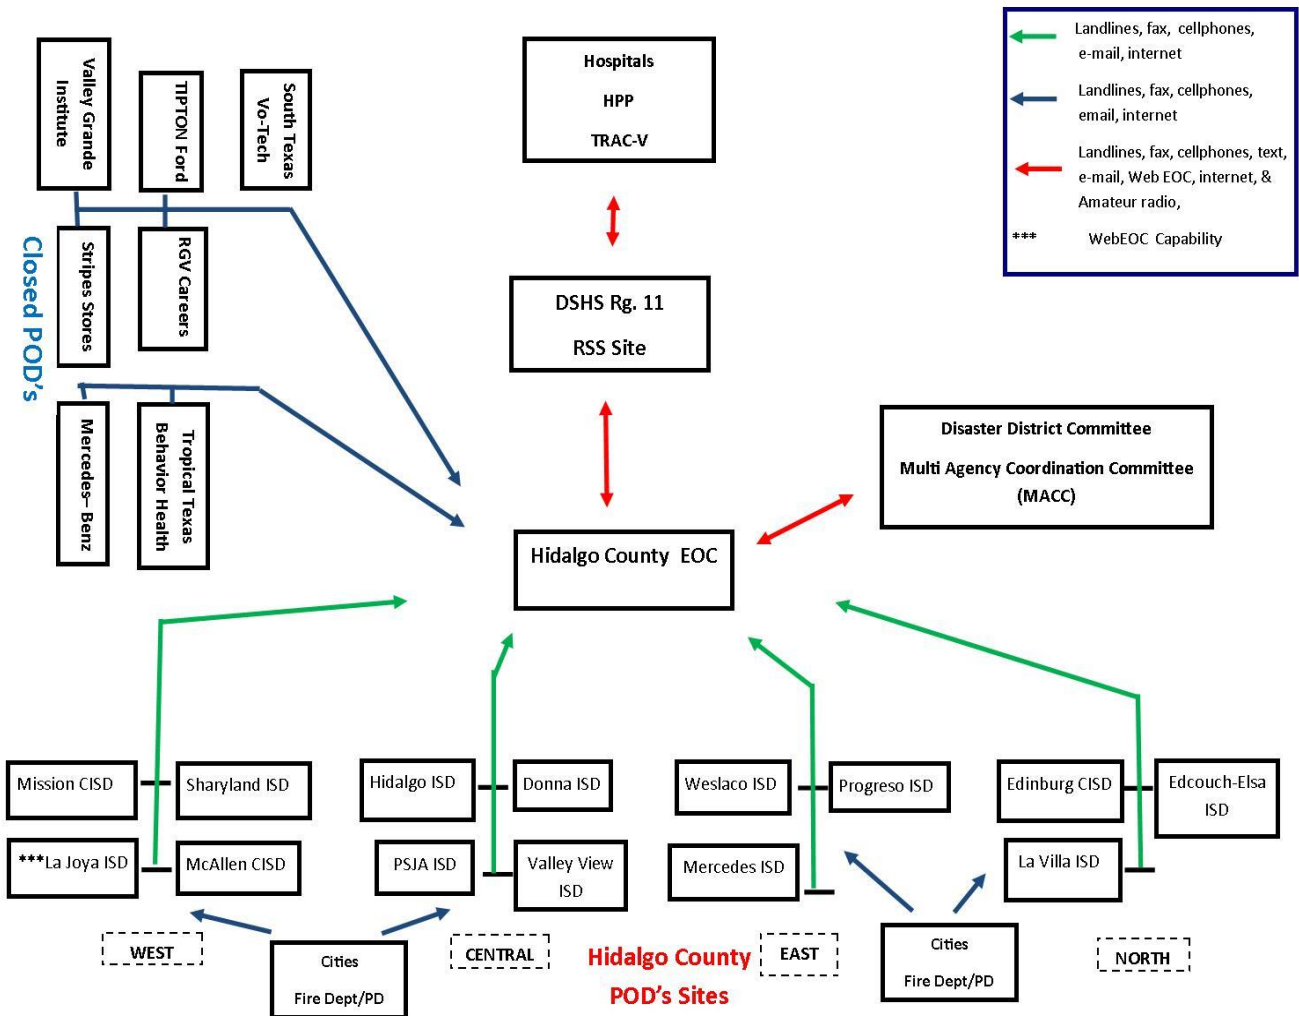 Valley Grande
Institute
TIPTON Ford
South Texas
Vo-Tech
Stripes Stores
RGV Careers
Closed POD's
Mercedes– Benz
Tropical Texas
Behavior Health
Hospitals
HPP
TRAC-V
Landlines, fax, cellphones,
e-mail, internet
Landlines, fax, cellphones,
email, internet
Landlines, fax, cellphones, text,
e-mail, Web EOC, internet, &
Amateur radio,
*** WebEOC Capability
DSHS Rg. 11
RSS Site
Disaster District Committee
Multi Agency Coordination Committee
(MACC)
Hidalgo County EOC
Mission CISD
Sharyland ISD
***La Joya ISD
McAllen CISD
Hidalgo ISD
Donna ISD
PSJA ISD
Valley View
ISD
Weslaco ISD
Progreso ISD
Mercedes ISD
Edinburg CISD
Edcouch-Elsa
ISD
La Villa ISD
WEST
Cities
Fire Dept/PD
CENTRAL
Hidalgo County
POD's Sites
EAST
Cities
Fire Dept/PD
NORTH